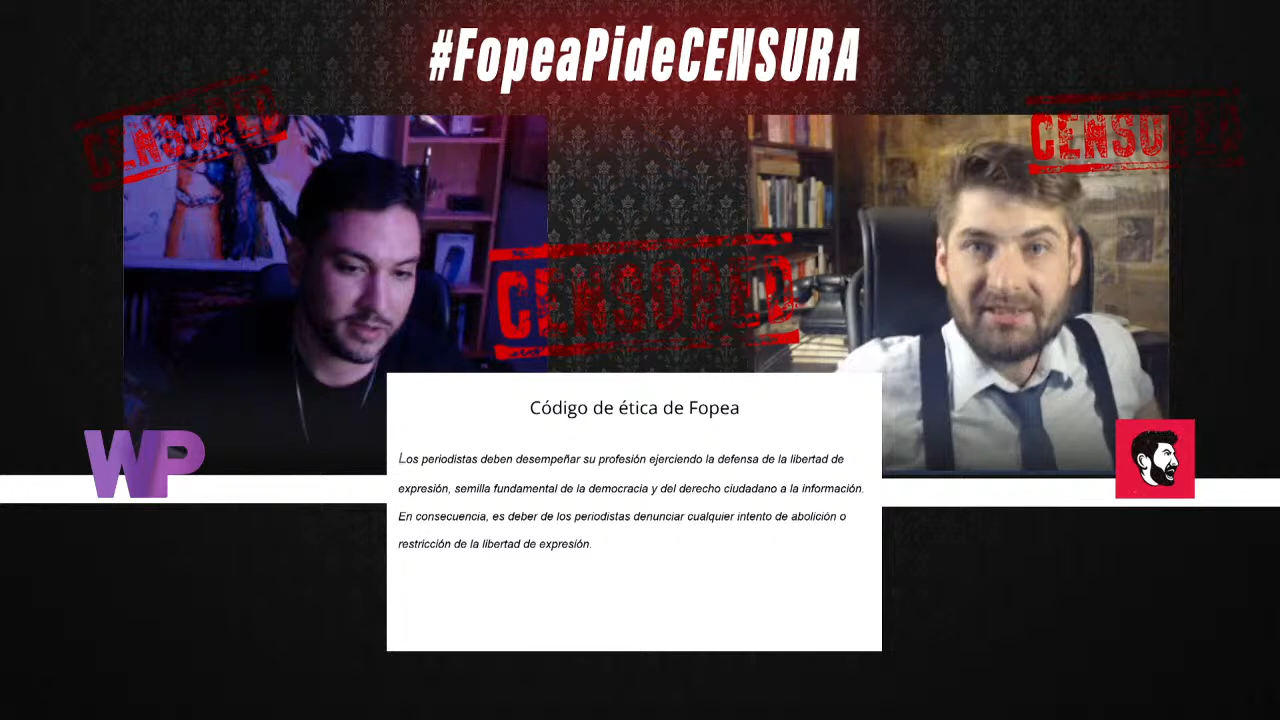 #FopeaPideCENSURA
CENSORED
CENSORED
CENSORED
Código de ética de Fopea
Los periodistas deben desempeñar su profesión ejerciendo la defensa de la libertad de
expresión, semilla fundamental de la democracia y del derecho ciudadano a la información.
En consecuencia, es deber de los periodistas denunciar cualquier intento de abolición o
restricción de la libertad de expresión.
WP